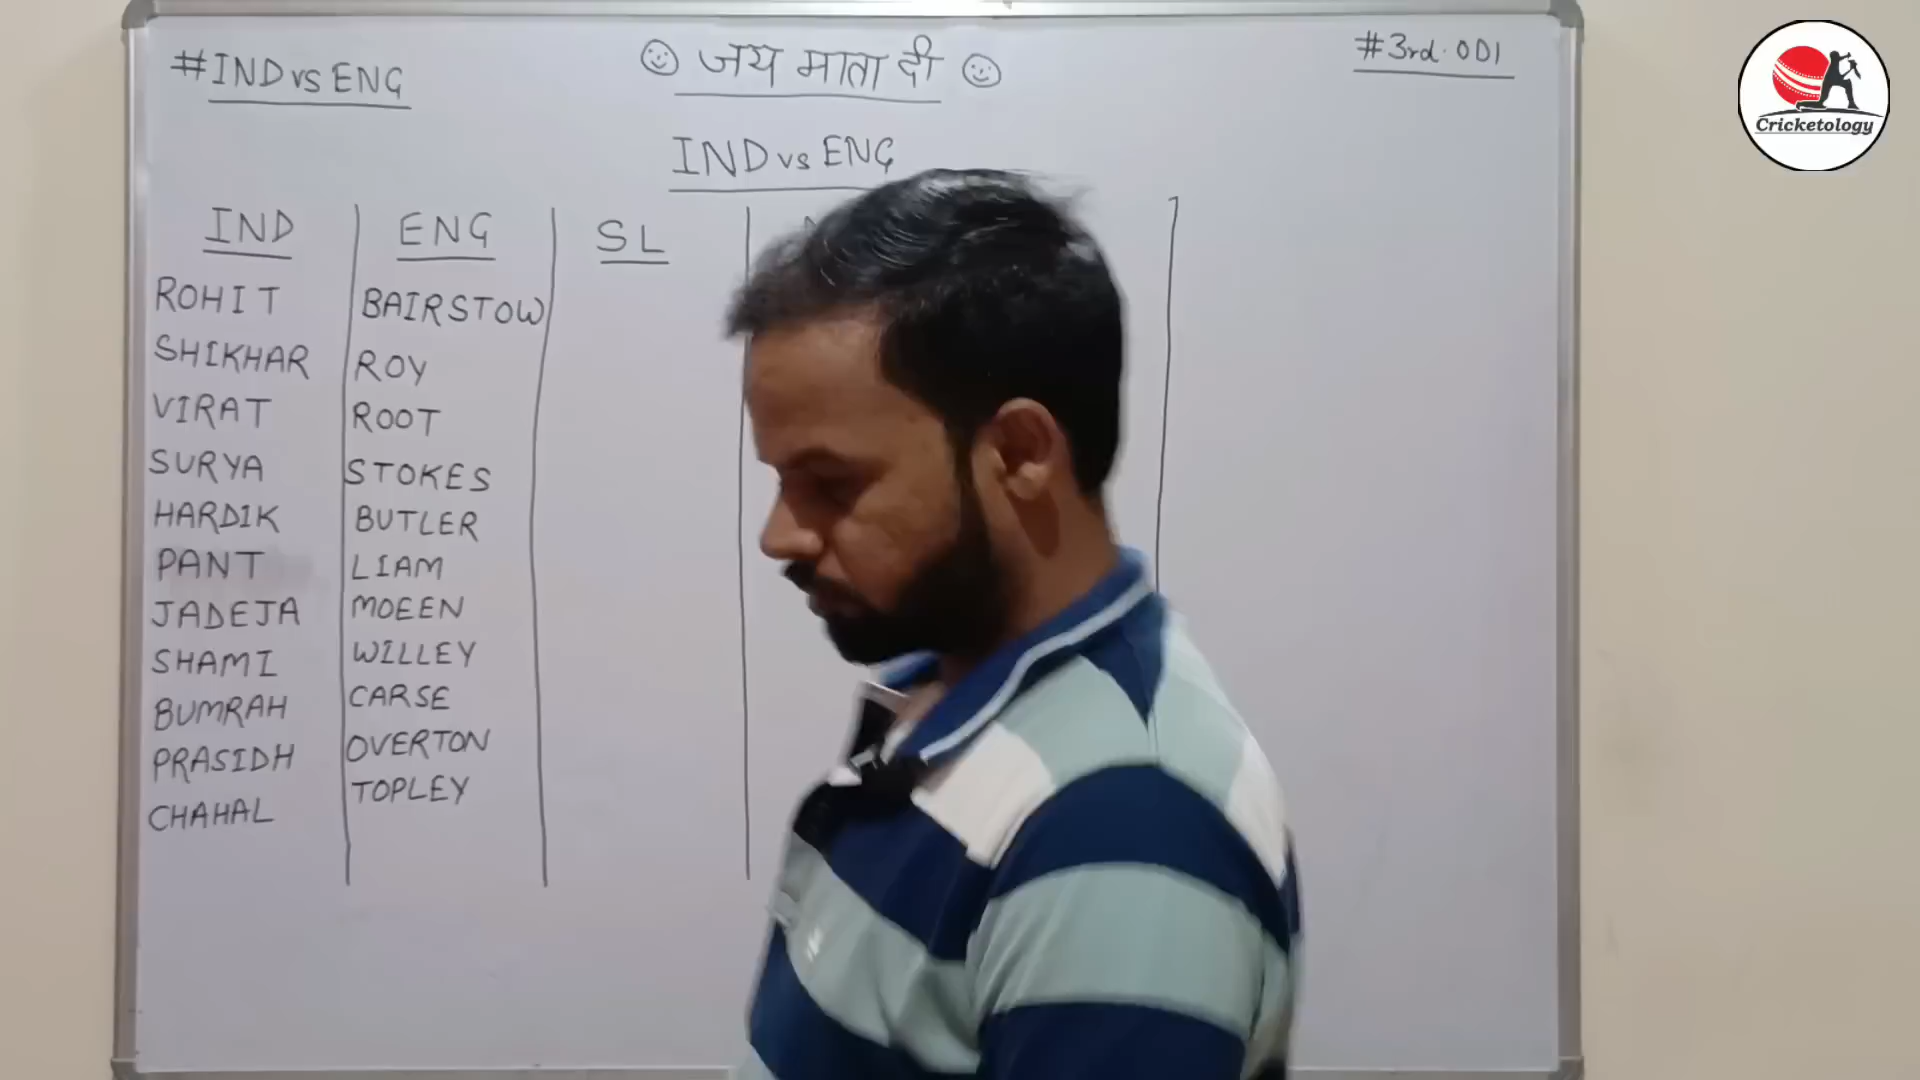 #IND vs ENG
☺ जय माता दी ☺
#3rd. ODI
Cricketology
IND vs ENG
IND
ROHIT
SHIKHAR
VIRAT
SURYA
HARDIK
PANT
JADEJA
SHAMI
BUMRAH
PRASIDH
CHAHAL
ENG
BAIRSTOW
ROY
ROOT
STOKES
BUTLER
LIAM
MOEEN
WILLEY
CARSE
OVERTON
TOPLEY
SL